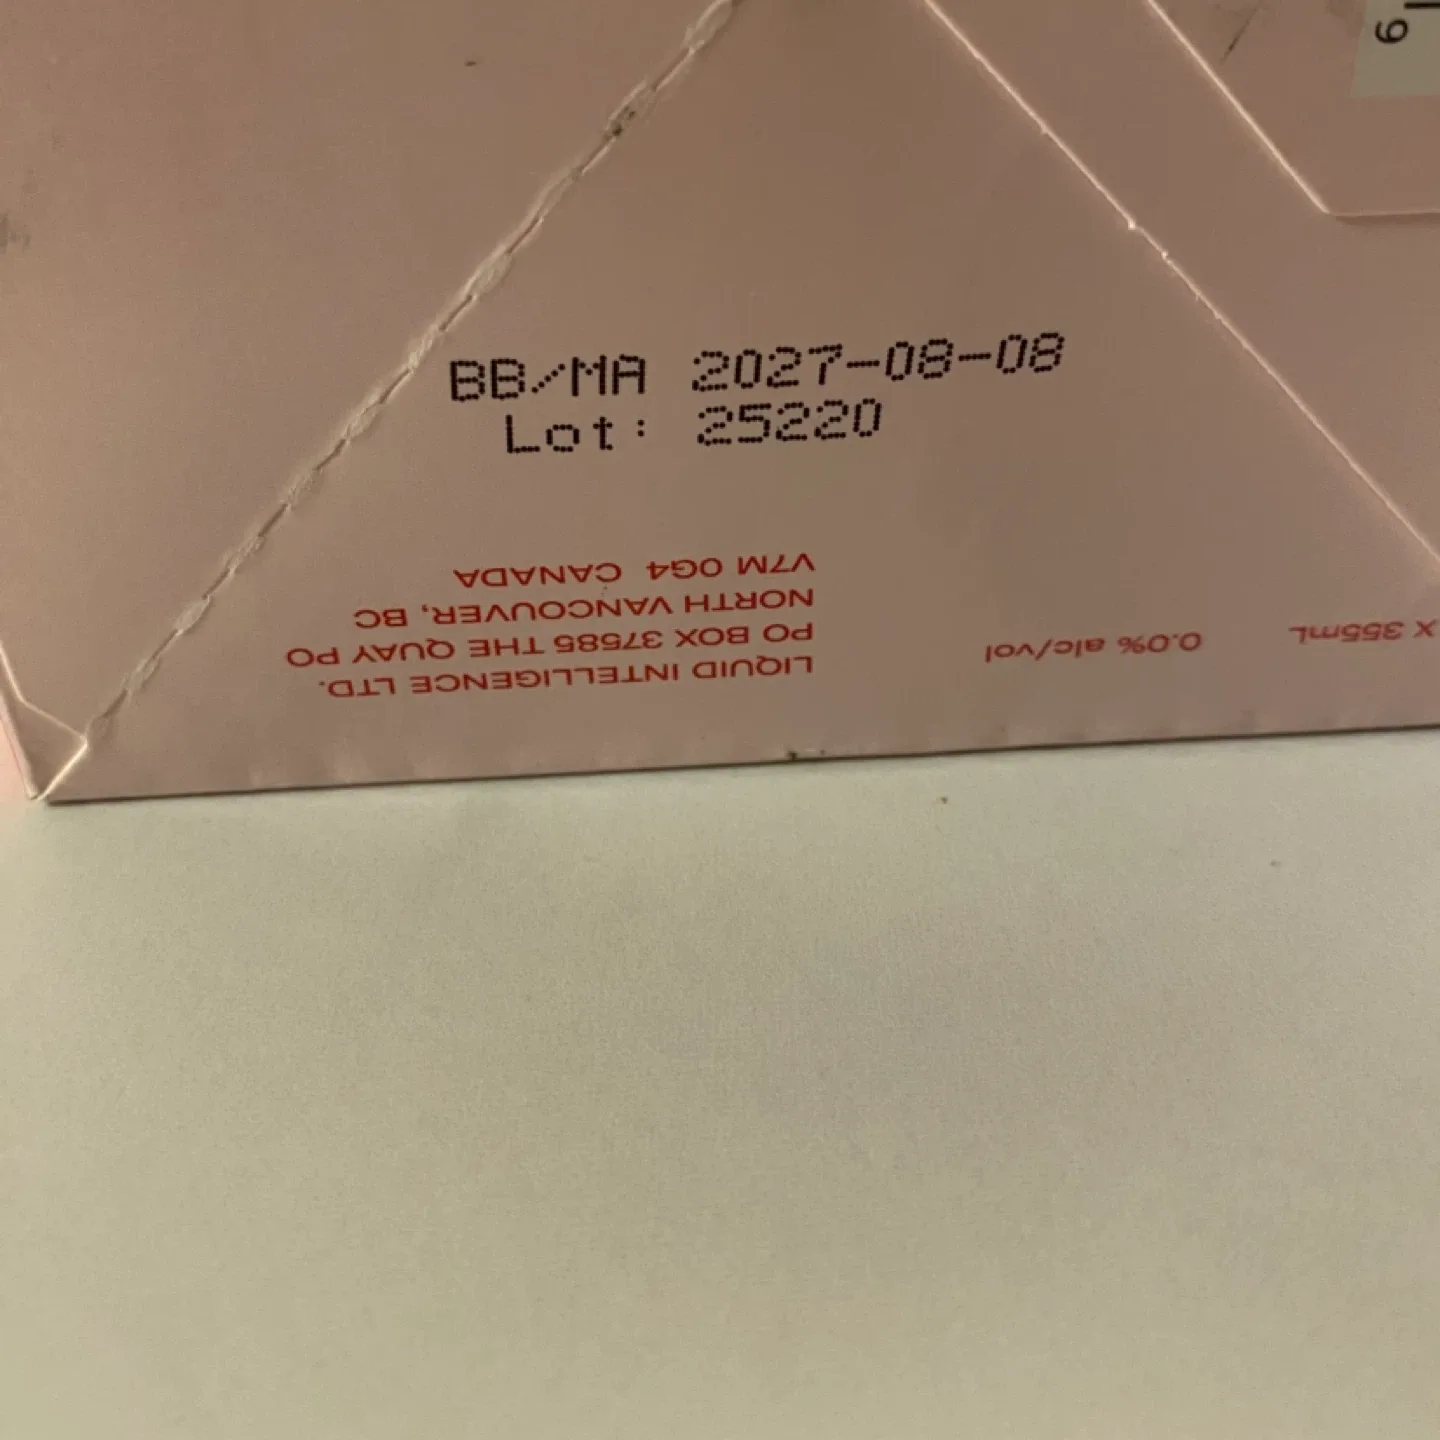 BB/MA 2027-08-08
Lot: 25220
LIQUID INTELLIGENCE LTD.
PO BOX 37585 THE QUAY PO
NORTH VANCOUVER, BC
V7M 0G4 CANADA
0.0% alc/vol
X 355mL
9